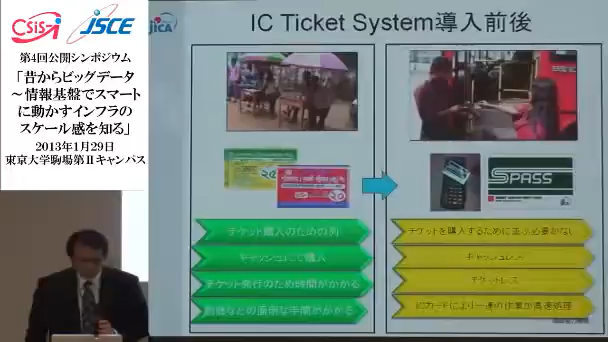 CSiS-i JSCE
第4回公開シンポジウム
「昔からビッグデータ
～情報基盤でスマート
に動かすインフラの
スケール感を知る」
2013年1月29日
東京大学駒場第Ⅱキャンパス
JICA
IC Ticket System導入前後
SPASS
チケット購入のための列
キャッシュにて購入
チケット発行のため時間がかかる
などの面倒な手間がかかる
チケットを購入するために並ぶ必要がない
キャッシュレス
チケットレス
ICカードにより一連の作業が高速処理